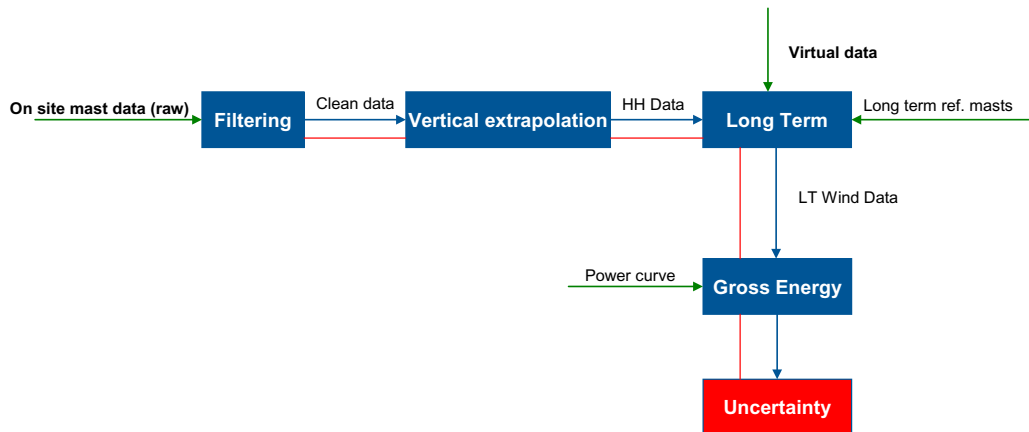 Virtual data
On site mast data (raw)
Filtering
Clean data
Vertical extrapolation
HH Data
Long Term
Long term ref. masts
LT Wind Data
Power curve
Gross Energy
Uncertainty